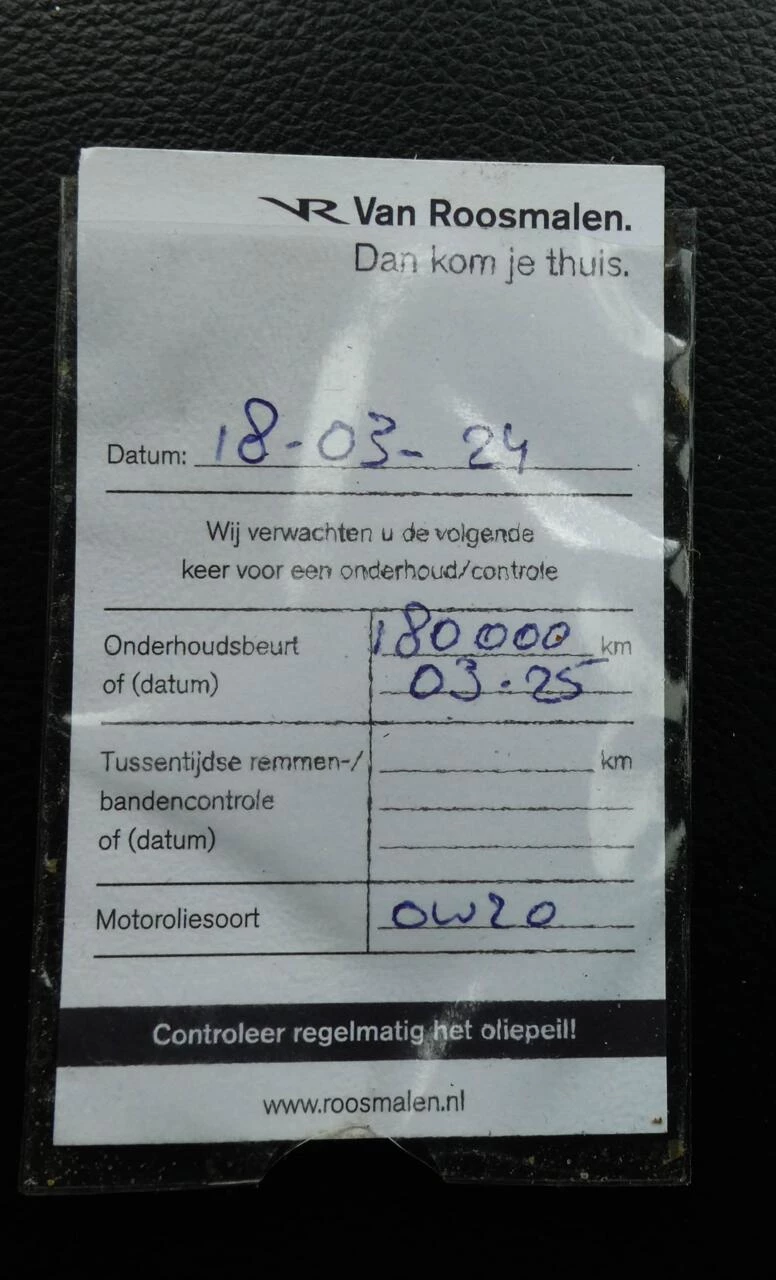 VR Van Roosmalen.
Dan kom je thuis.
Datum: 18-03-24
Wij verwachten u de volgende
keer voor een onderhoud/controle
Onderhoudsbeurt 180000 km
of (datum) 03-25
Tussentijdse remmen-/ km
bandencontrole
of (datum)
Motoroliesoort 0W20
Controleer regelmatig het oliepeil!
www.roosmalen.nl